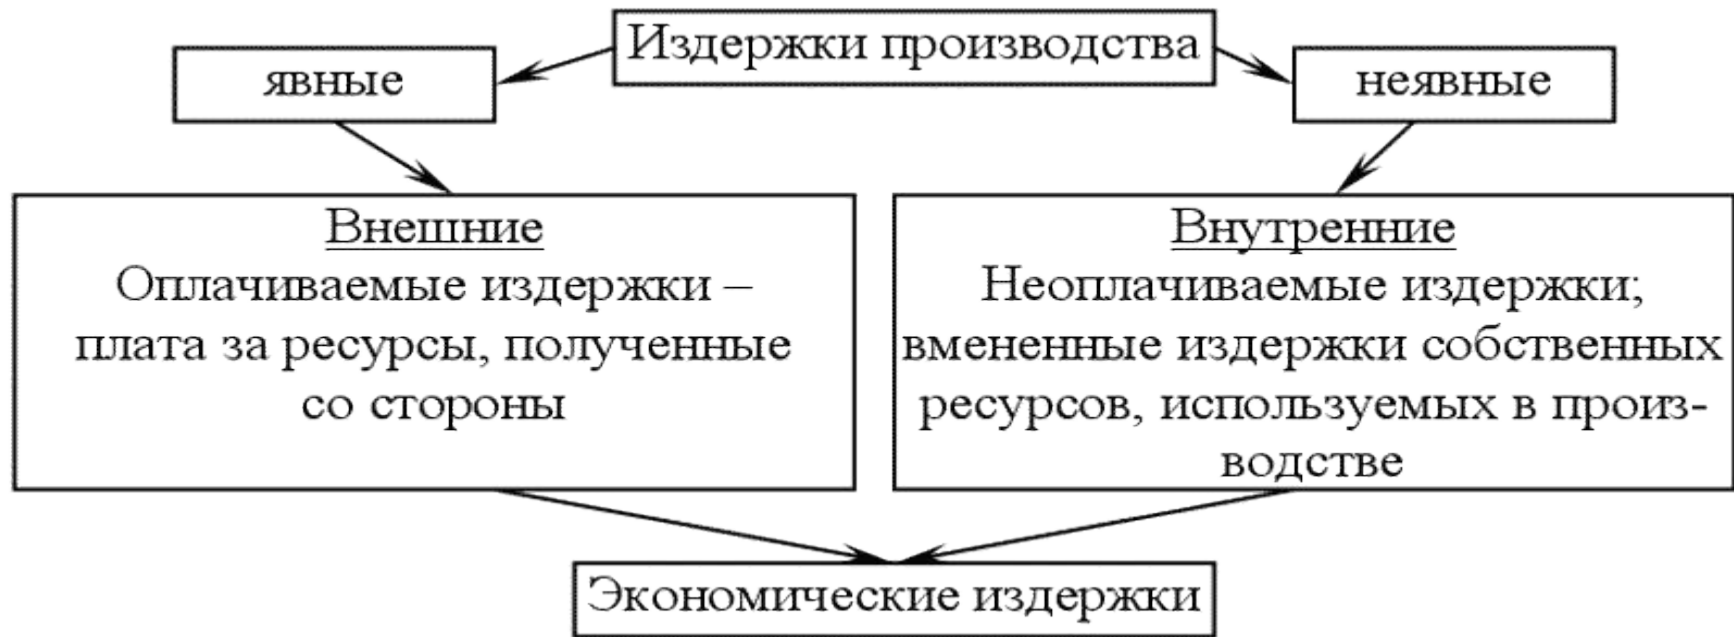 Издержки производства
явные
неявные
Внешние
Оплачиваемые издержки –
плата за ресурсы, полученные
со стороны
Внутренние
Неоплачиваемые издержки;
вмененные издержки собственных
ресурсов, используемых в произ-
водстве
Экономические издержки